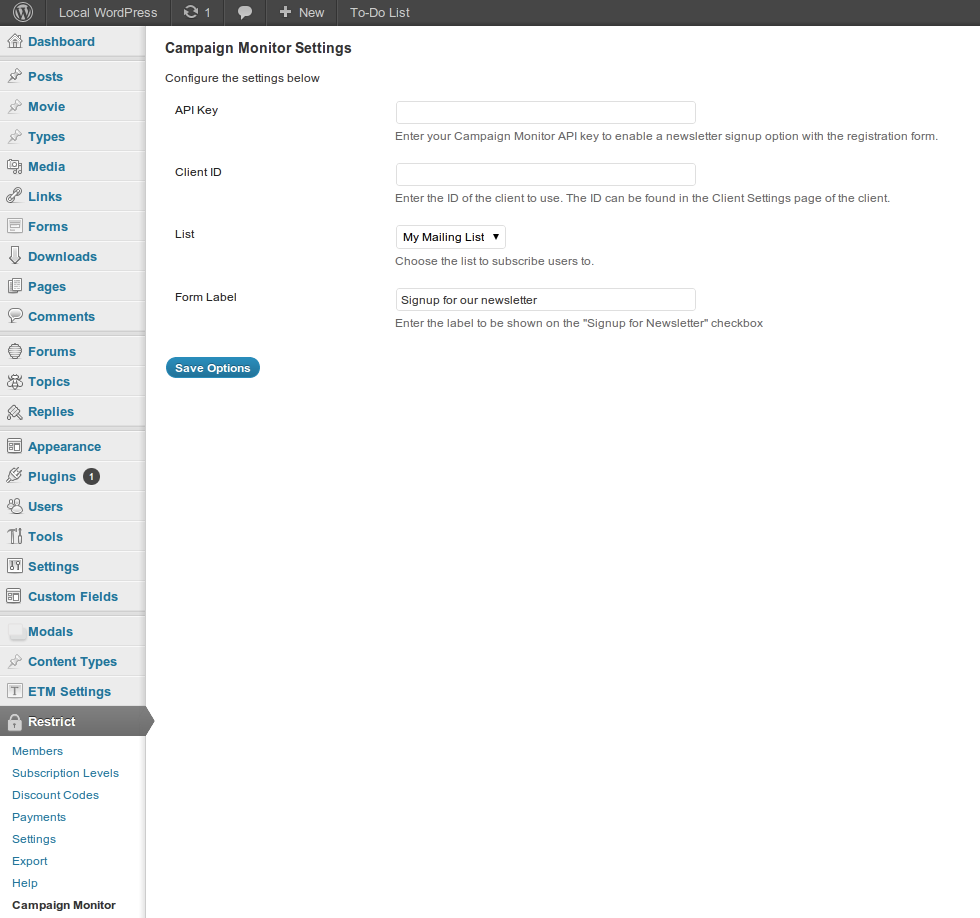 Local WordPress 1 New To-Do List
Dashboard
Posts
Movie
Types
Media
Links
Forms
Downloads
Pages
Comments
Forums
Topics
Replies
Appearance
Plugins 1
Users
Tools
Settings
Custom Fields
Modals
Content Types
ETM Settings
Restrict
Members
Subscription Levels
Discount Codes
Payments
Settings
Export
Help
Campaign Monitor
Campaign Monitor Settings
Configure the settings below
API Key
Enter your Campaign Monitor API key to enable a newsletter signup option with the registration form.
Client ID
Enter the ID of the client to use. The ID can be found in the Client Settings page of the client.
List My Mailing List
Choose the list to subscribe users to.
Form Label Signup for our newsletter
Enter the label to be shown on the "Signup for Newsletter" checkbox
Save Options